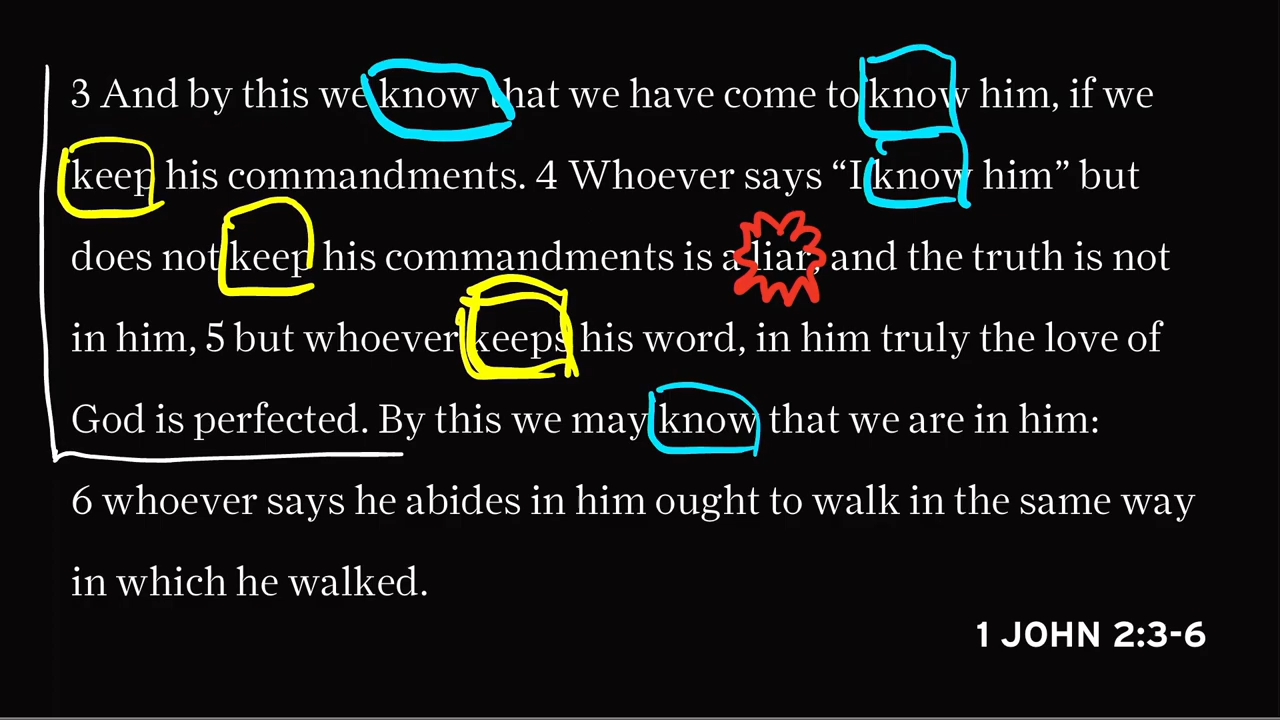 3 And by this we know that we have come to know him, if we
keep his commandments. 4 Whoever says “I know him” but
does not keep his commandments is a liar, and the truth is not
in him, 5 but whoever keeps his word, in him truly the love of
God is perfected. By this we may know that we are in him:
6 whoever says he abides in him ought to walk in the same way
in which he walked.
1 JOHN 2:3-6